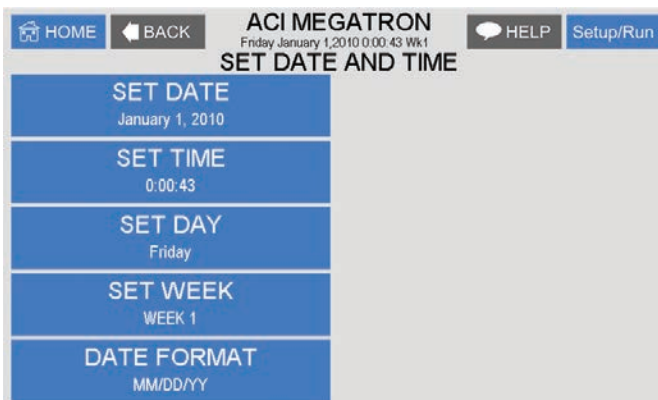 HOME
BACK
ACI MEGATRON
Friday January 1,2010 0:00:43 Wk1
HELP
Setup/Run
SET DATE AND TIME
SET DATE
January 1, 2010
SET TIME
0:00:43
SET DAY
Friday
SET WEEK
WEEK 1
DATE FORMAT
MM/DD/YY